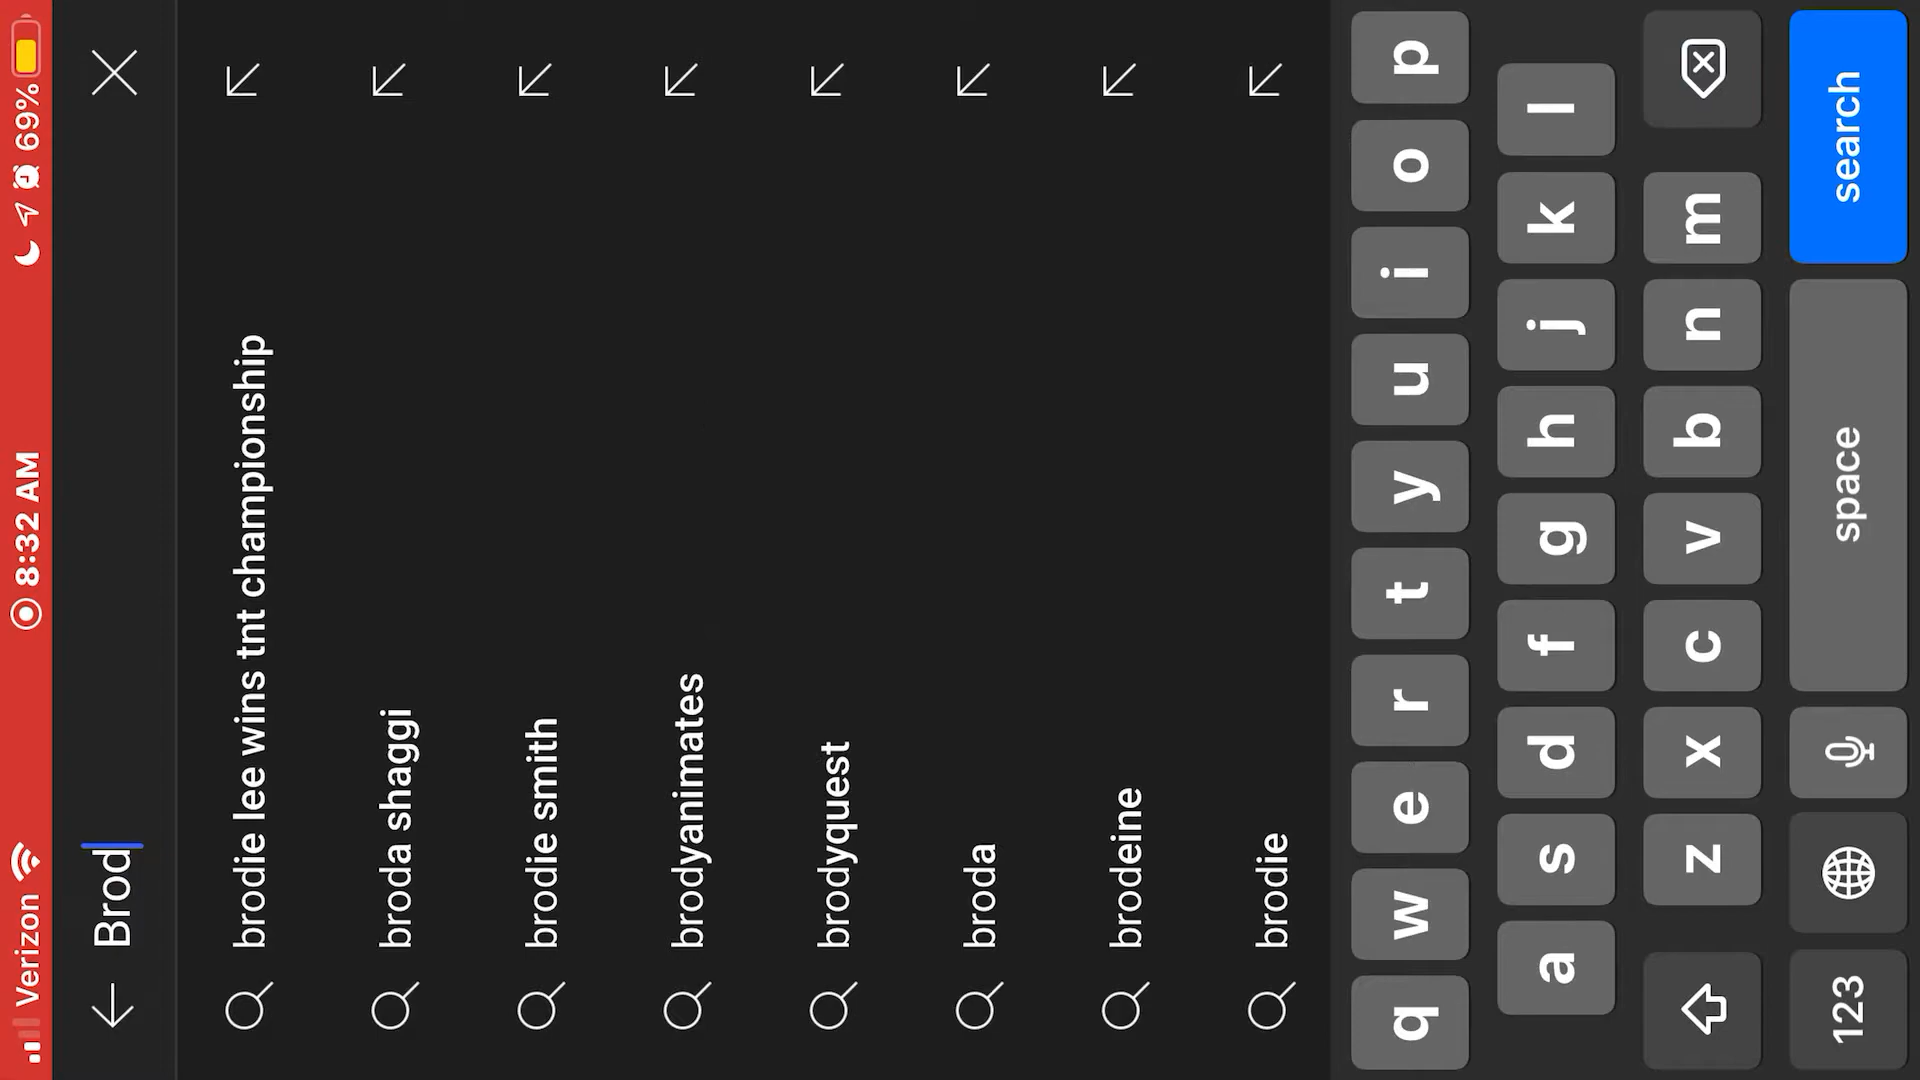 Verizon 8:32 AM 69%
Brod
brodie lee wins tnt championship
broda shaggi
brodie smith
brodyanimates
brodyquest
broda
brodeine
brodie
q w e r t y u i o p
a s d f g h j k l
z x c v b n m
123 space search